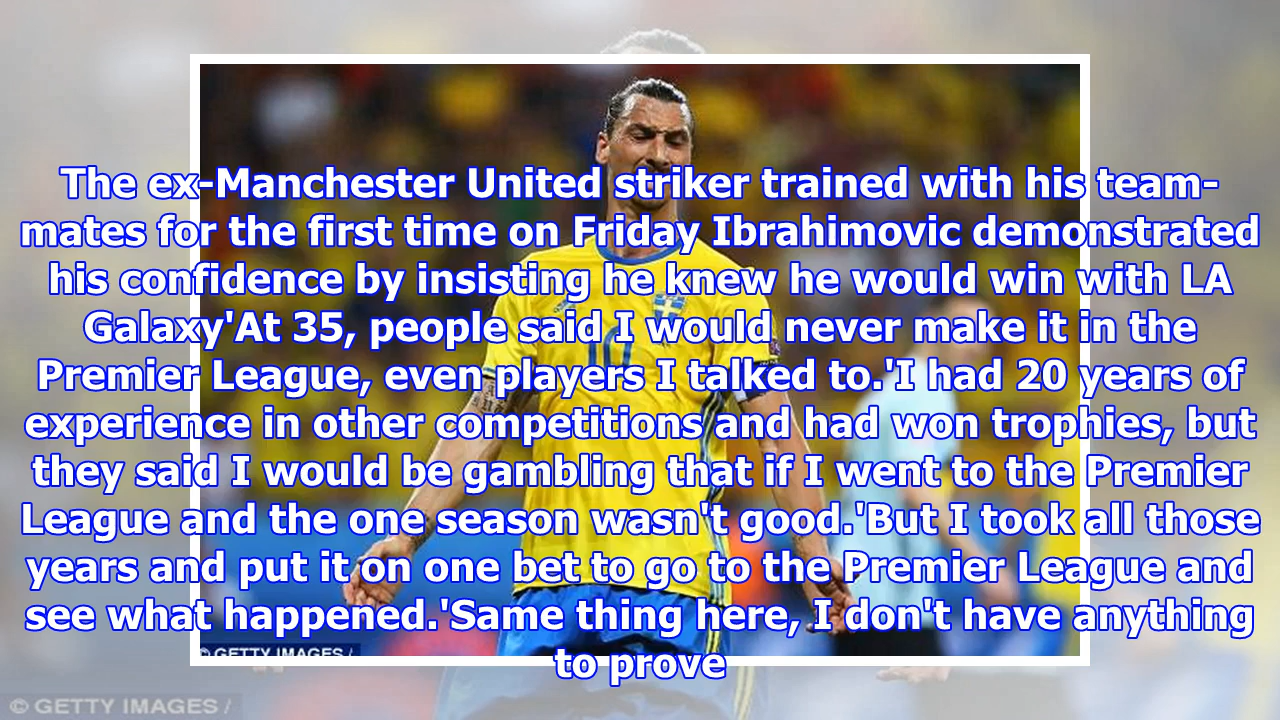 The ex-Manchester United striker trained with his team-
mates for the first time on Friday Ibrahimovic demonstrated
his confidence by insisting he knew he would win with LA
Galaxy'At 35, people said I would never make it in the
Premier League, even players I talked to.'I had 20 years of
experience in other competitions and had won trophies, but
they said I would be gambling that if I went to the Premier
League and the one season wasn't good.'But I took all those
years and put it on one bet to go to the Premier League and
see what happened.'Same thing here, I don't have anything
to prove
10
© GETTY IMAGES /
© GETTY IMAGES /